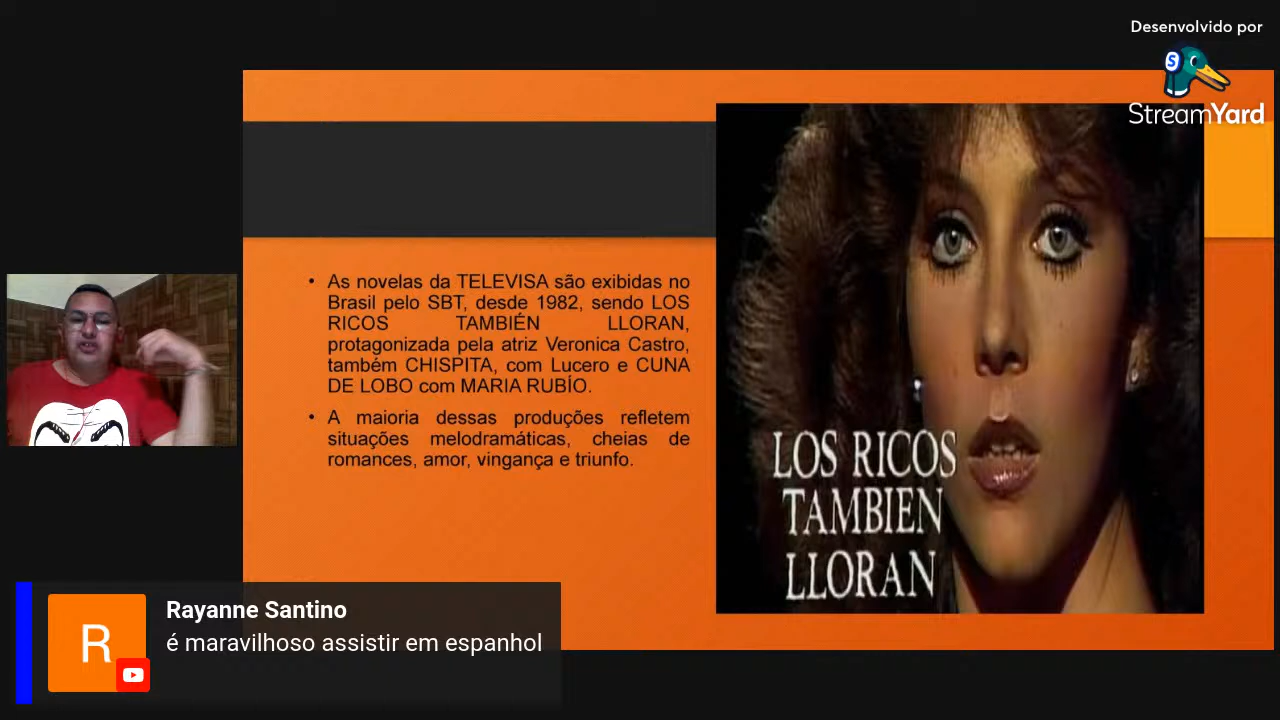 Desenvolvido por
StreamYard
• As novelas da TELEVISA são exibidas no
Brasil pelo SBT, desde 1982, sendo LOS
RICOS TAMBIÉN LLORAN,
protagonizada pela atriz Veronica Castro,
também CHISPITA, com Lucero e CUNA
DE LOBO com MARIA RUBÍO.
• A maioria dessas produções refletem
situações melodramáticas, cheias de
romances, amor, vingança e triunfo.
LOS RICOS
TAMBIEN
LLORAN
R
Rayanne Santino
é maravilhoso assistir em espanhol